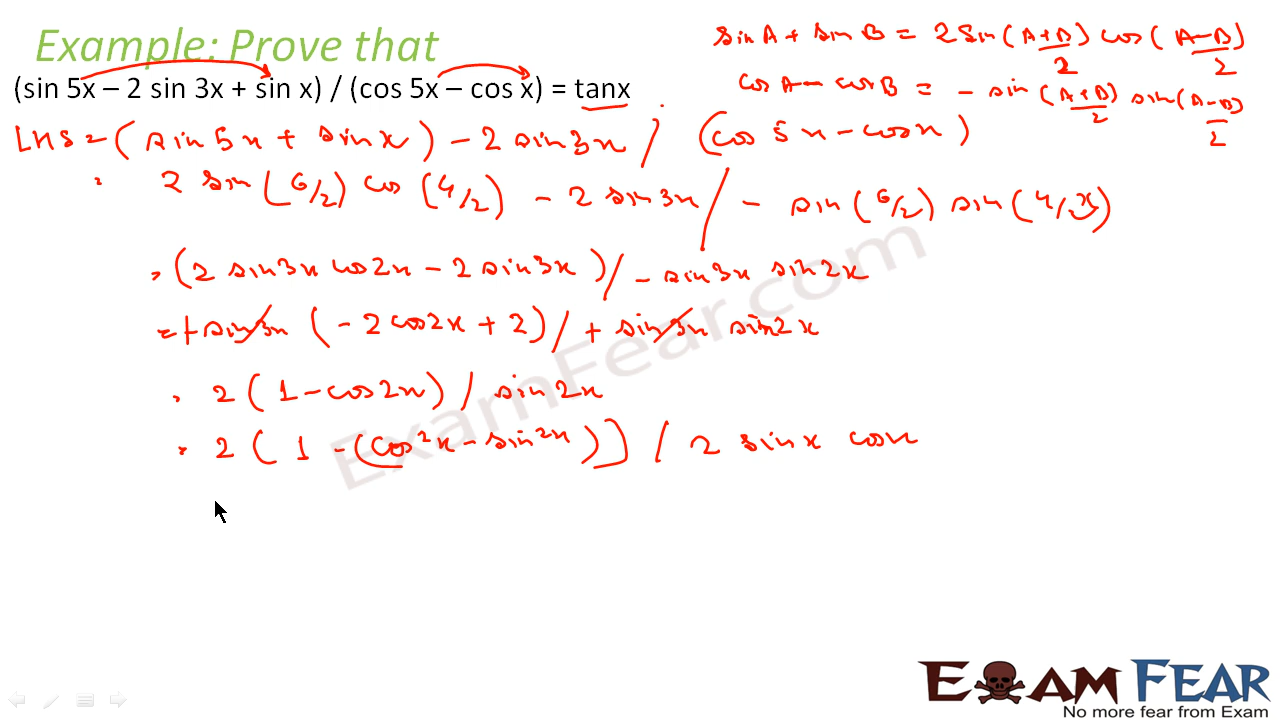 Example: Prove that
(sin 5x – 2 sin 3x + sin x) / (cos 5x – cos x) = tanx
sin A + sin B = 2 sin (A+B)/2 cos (A-B)/2
cos A - cos B = - sin (A+B)/2 sin (A-B)/2
LHS = (sin 5x + sin x) - 2 sin 3x / (cos 5x - cos x)
= 2 sin (6/2) cos (4/2) - 2 sin 3x / - sin (6/2) sin (4/2x)
= (2 sin 3x cos 2x - 2 sin 3x) / - sin 3x sin 2x
= + sin 3x (- 2 cos 2x + 2) / + sin 3x sin 2x
= 2 (1 - cos 2x) / sin 2x
= 2 ( 1 - (cos²x - sin²x) ] / 2 sin x cos x
ExamFear.com
EXAM FEAR
No more fear from Exam